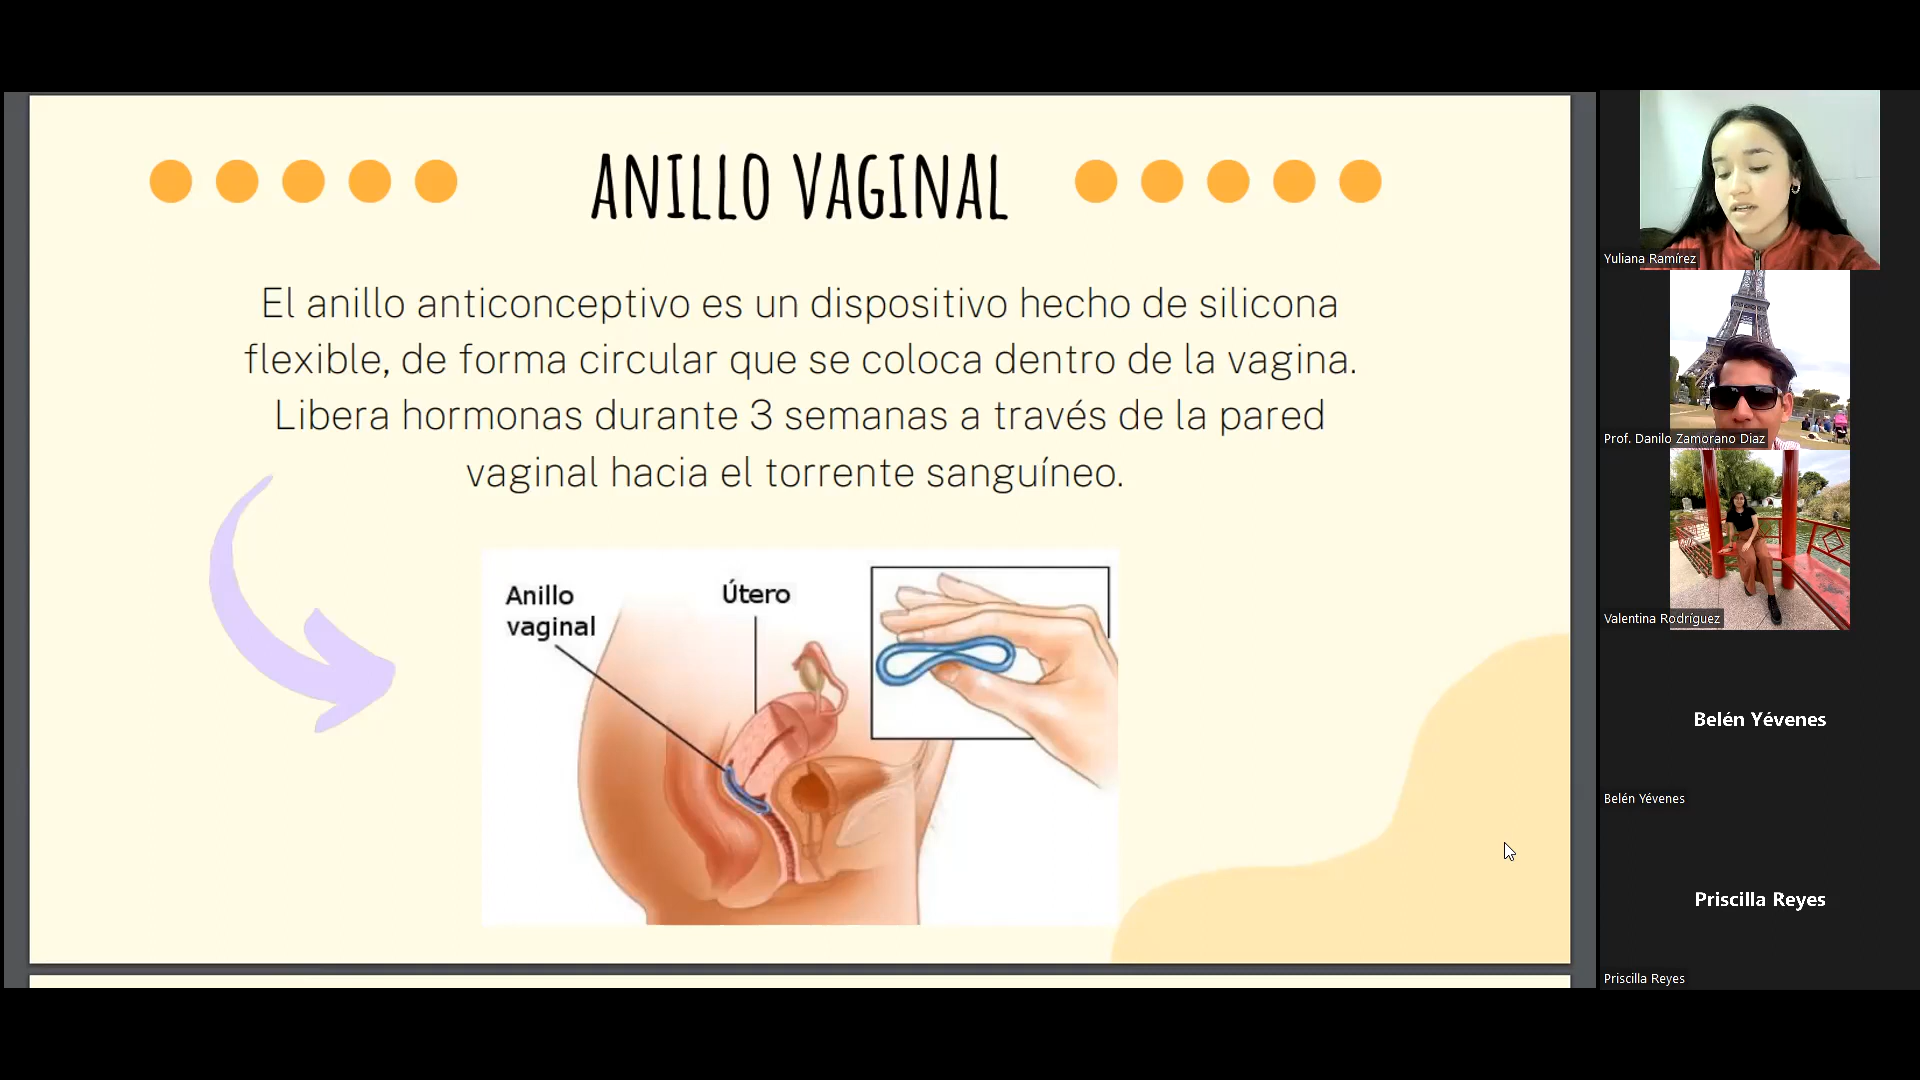 ANILLO VAGINAL
El anillo anticonceptivo es un dispositivo hecho de silicona
flexible, de forma circular que se coloca dentro de la vagina.
Libera hormonas durante 3 semanas a través de la pared
vaginal hacia el torrente sanguíneo.
Anillo
vaginal
Útero
Yuliana Ramírez
Prof. Danilo Zamorano Diaz
Valentina Rodríguez
Belén Yévenes
Belén Yévenes
Priscilla Reyes
Priscilla Reyes